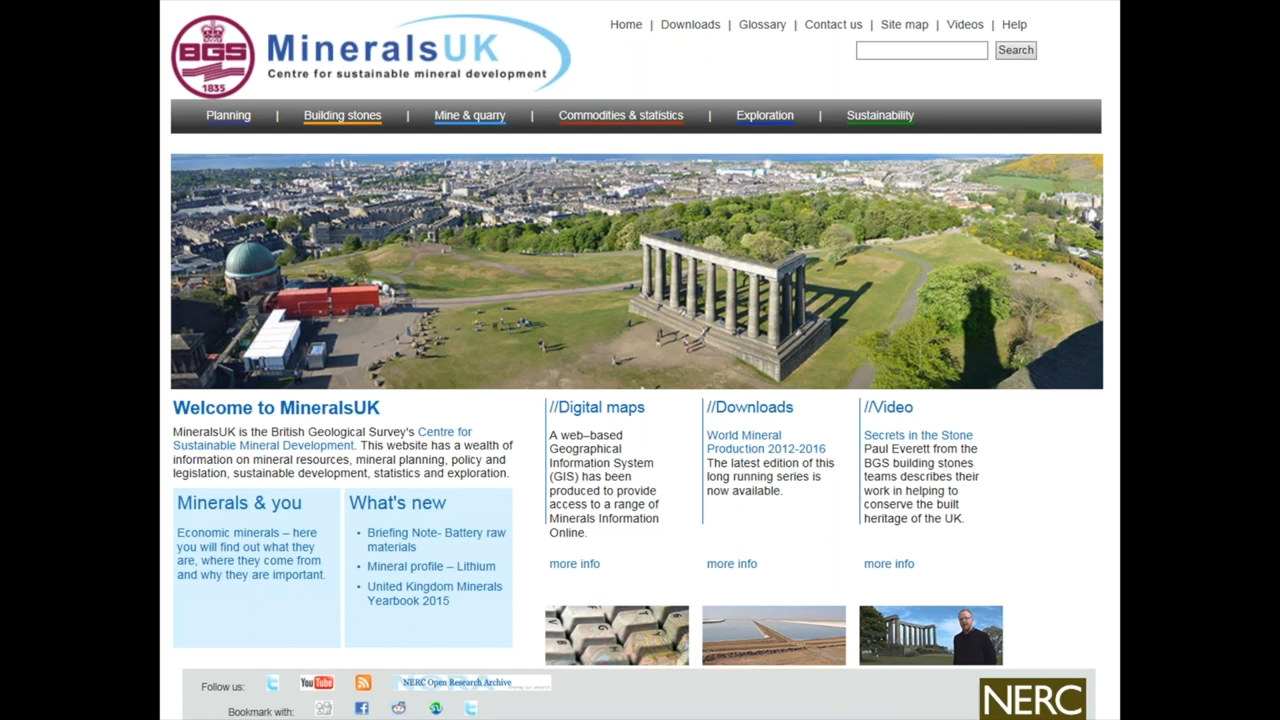 BGS
1835
MineralsUK
Centre for sustainable mineral development
Home | Downloads | Glossary | Contact us | Site map | Videos | Help
Search
Planning | Building stones | Mine & quarry | Commodities & statistics | Exploration | Sustainability
Welcome to MineralsUK
MineralsUK is the British Geological Survey's Centre for
Sustainable Mineral Development. This website has a wealth of
information on mineral resources, mineral planning, policy and
legislation, sustainable development, statistics and exploration.
Minerals & you
Economic minerals – here
you will find out what they
are, where they come from
and why they are important.
What's new
• Briefing Note- Battery raw
materials
• Mineral profile – Lithium
• United Kingdom Minerals
Yearbook 2015
//Digital maps
A web–based
Geographical
Information System
(GIS) has been
produced to provide
access to a range of
Minerals Information
Online.
more info
//Downloads
World Mineral
Production 2012-2016
The latest edition of this
long running series is
now available.
more info
//Video
Secrets in the Stone
Paul Everett from the
BGS building stones
teams describes their
work in helping to
conserve the built
heritage of the UK.
more info
Follow us:
YouTube
NERC Open Research Archive
Bookmark with:
NERC